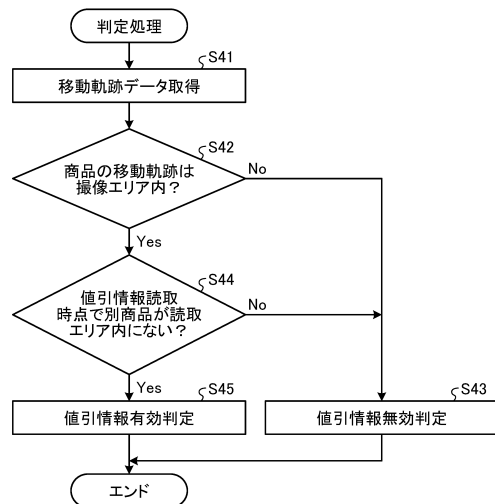 判定処理
S41
移動軌跡データ取得
S42
商品の移動軌跡は
撮像エリア内?
No
Yes
S44
値引情報読取
時点で別商品が読取
エリア内にない?
No
Yes
S45
値引情報有効判定
S43
値引情報無効判定
エンド